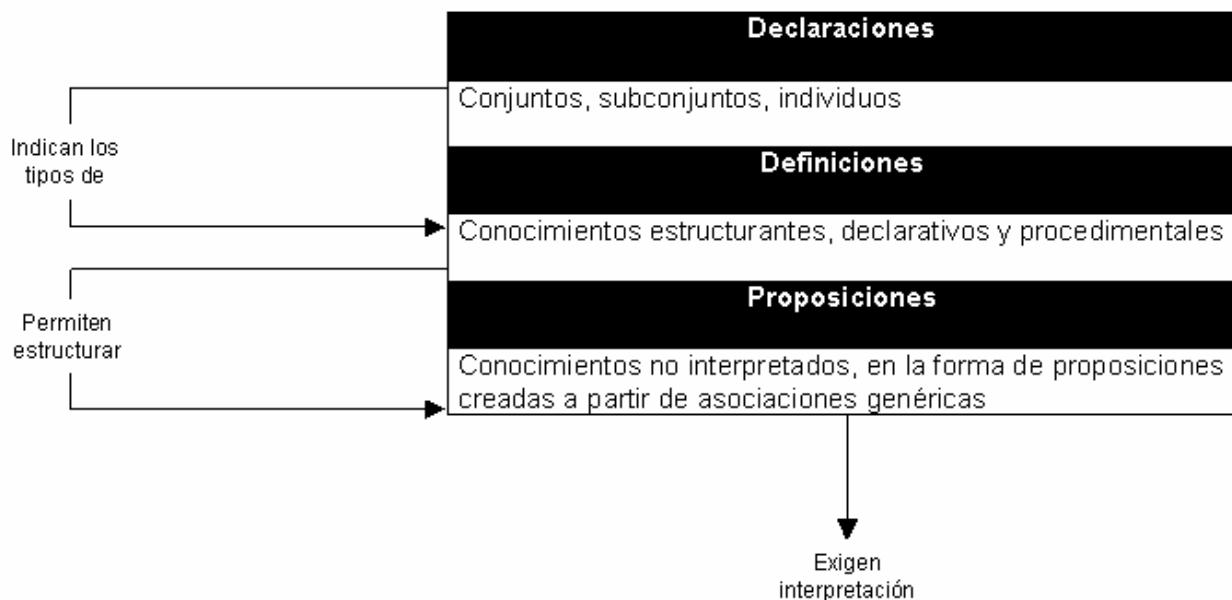 Declaraciones
Conjuntos, subconjuntos, individuos
Indican los
tipos de
Definiciones
Conocimientos estructurantes, declarativos y procedimentales
Permiten
estructurar
Proposiciones
Conocimientos no interpretados, en la forma de proposiciones
creadas a partir de asociaciones genéricas
Exigen
interpretación